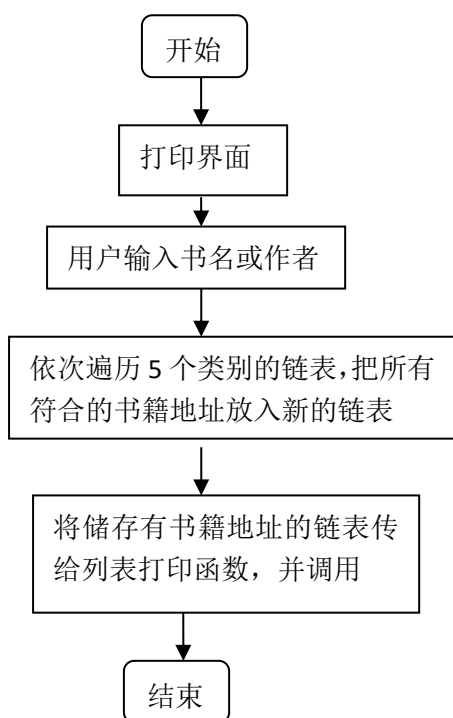 开始
打印界面
用户输入书名或作者
依次遍历 5 个类别的链表，把所有
符合的书籍地址放入新的链表
将储存有书籍地址的链表传
给列表打印函数，并调用
结束